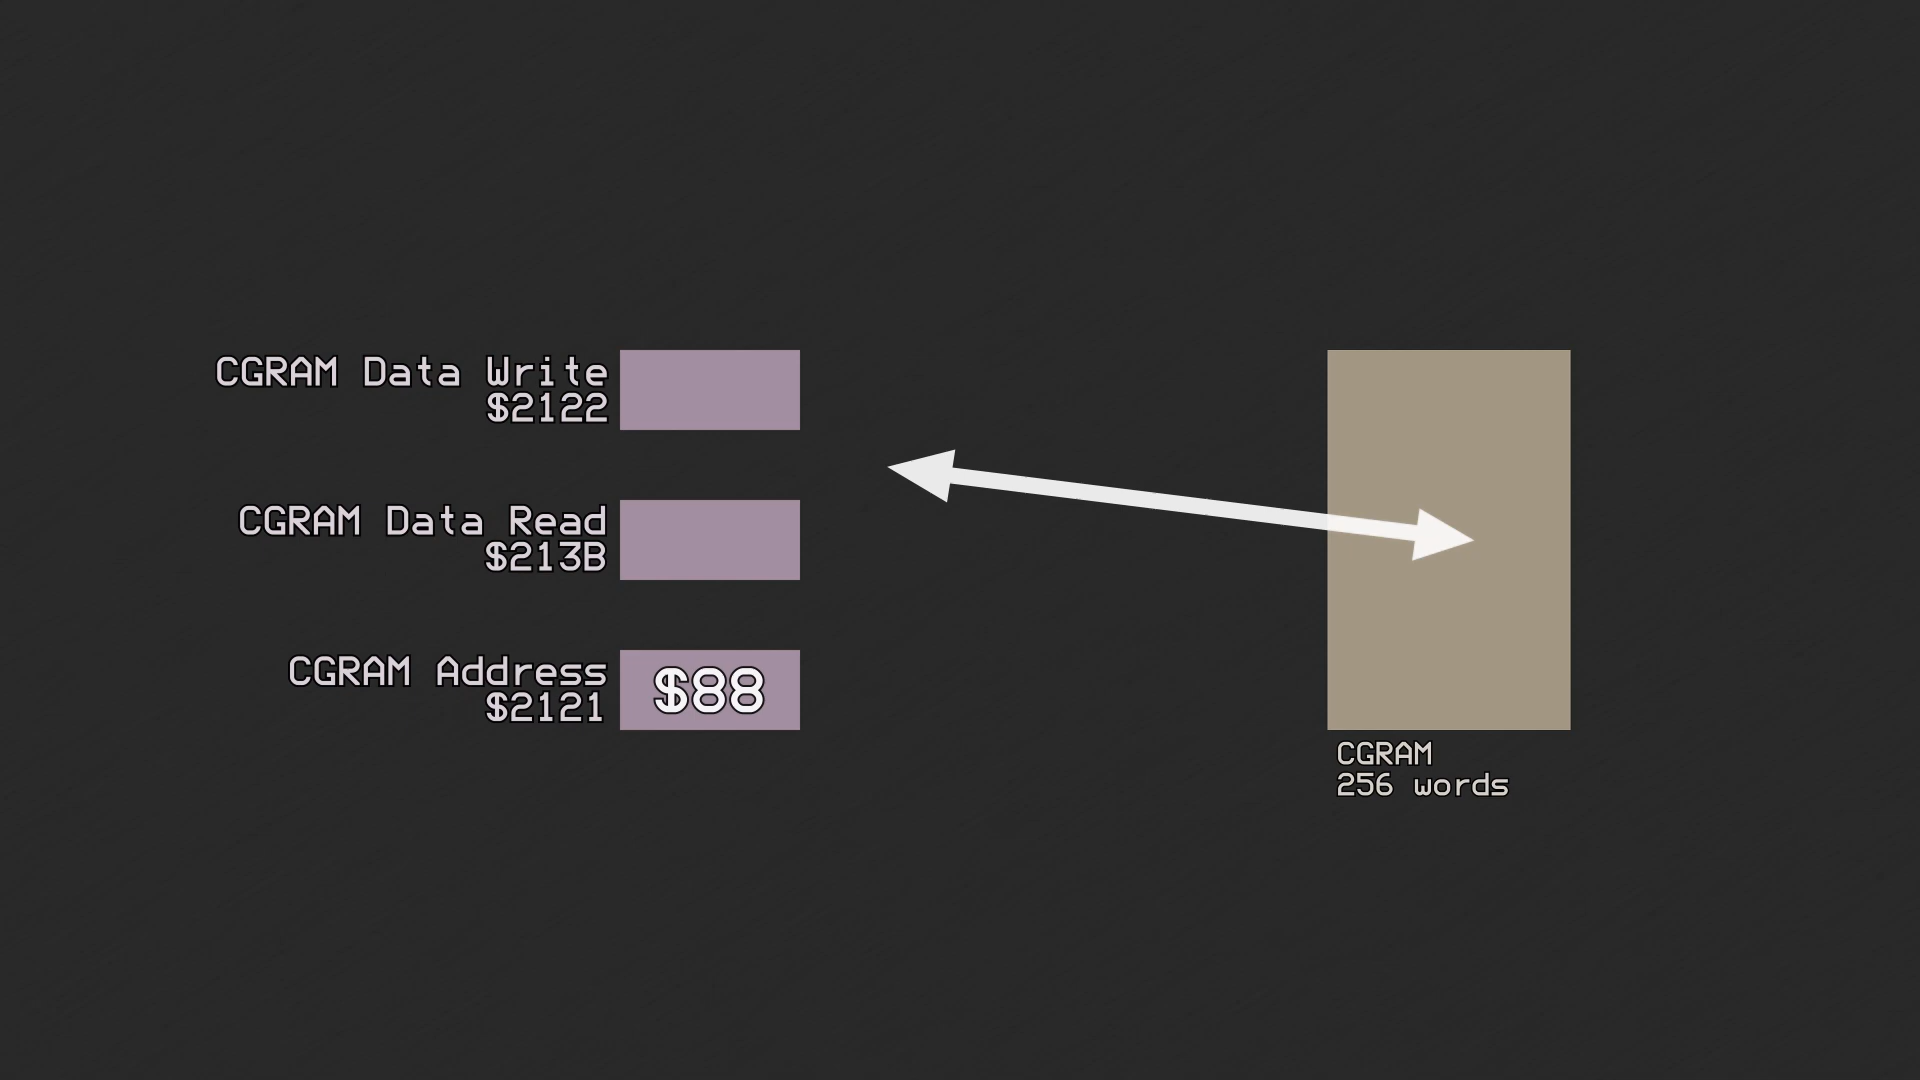 CGRAM Data Write
$2122
CGRAM Data Read
$213B
CGRAM Address
$2121
$88
CGRAM
256 words